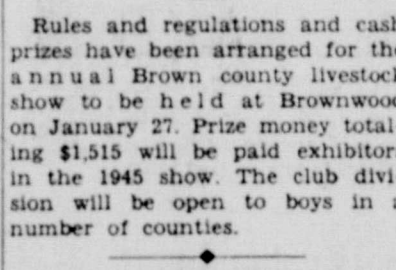 Rules and regulations and cash
prizes have been arranged for the
annual Brown county livestock
show to be held at Brownwood
on January 27. Prize money total-
ing $1,515 will be paid exhibitors
in the 1945 show. The club divi-
sion will be open to boys in a
number of counties.